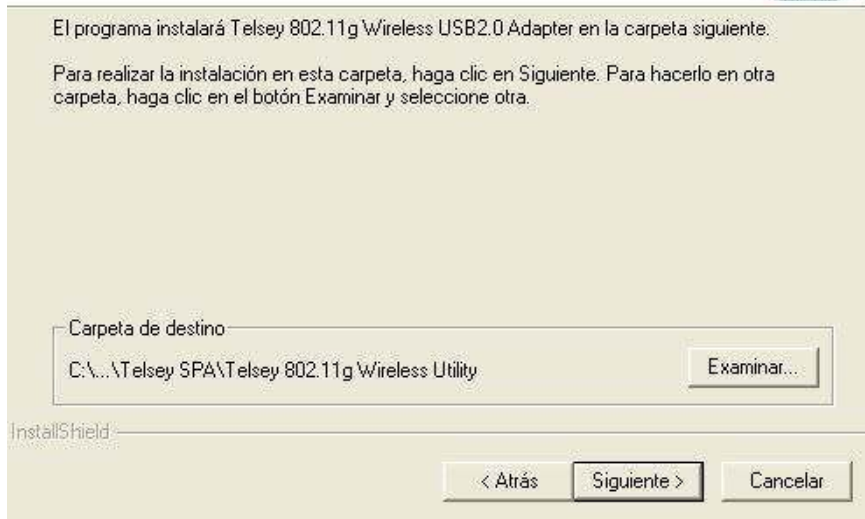 El programa instalará Telsey 802.11g Wireless USB2.0 Adapter en la carpeta siguiente.
Para realizar la instalación en esta carpeta, haga clic en Siguiente. Para hacerlo en otra
carpeta, haga clic en el botón Examinar y seleccione otra.
Carpeta de destino
C:\...\Telsey SPA\Telsey 802.11g Wireless Utility
Examinar...
InstallShield
< Atrás
Siguiente >
Cancelar